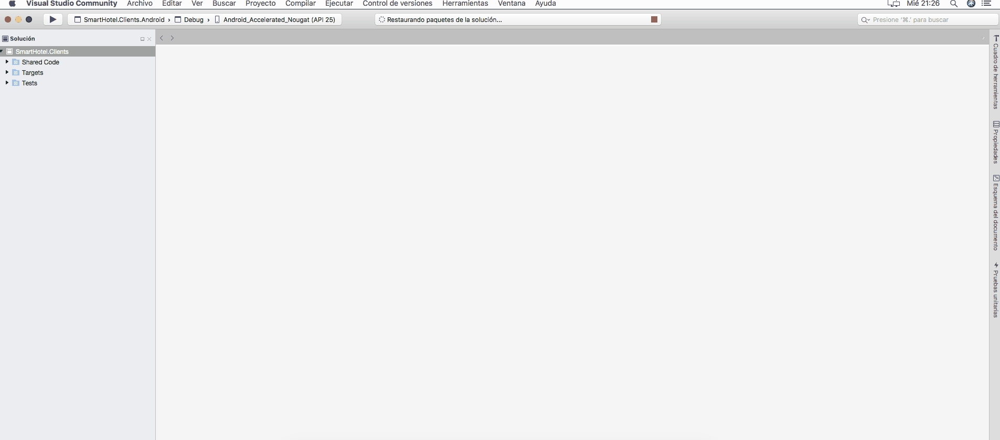 Visual Studio Community Archivo Editar Ver Buscar Proyecto Compilar Ejecutar Control de versiones Herramientas Ventana Ayuda Mié 21:26
SmartHotel.Clients.Android › Debug › Android_Accelerated_Nougat (API 25) Restaurando paquetes de la solución... Presione ‘⌘.’ para buscar
Solución
SmartHotel.Clients
Shared Code
Targets
Tests
Cuadro de herramientas
Propiedades
Esquema del documento
Pruebas unitarias